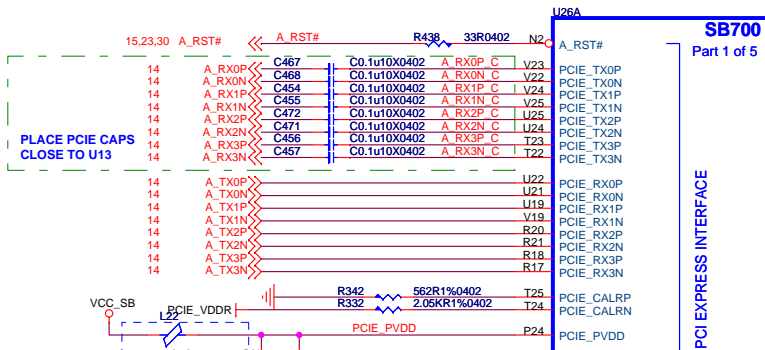 U26A
SB700
Part 1 of 5
15,23,30 A_RST# A_RST# R438 33R0402 N2 A_RST#
14 A_RX0P C467 C0.1u10X0402 A_RX0P_C V23 PCIE_TX0P
14 A_RX0N C468 C0.1u10X0402 A_RX0N_C V22 PCIE_TX0N
14 A_RX1P C454 C0.1u10X0402 A_RX1P_C V24 PCIE_TX1P
14 A_RX1N C455 C0.1u10X0402 A_RX1N_C V25 PCIE_TX1N
14 A_RX2P C472 C0.1u10X0402 A_RX2P_C U25 PCIE_TX2P
14 A_RX2N C471 C0.1u10X0402 A_RX2N_C U24 PCIE_TX2N
14 A_RX3P C456 C0.1u10X0402 A_RX3P_C T23 PCIE_TX3P
14 A_RX3N C457 C0.1u10X0402 A_RX3N_C T22 PCIE_TX3N
PLACE PCIE CAPS
CLOSE TO U13
14 A_TX0P U22 PCIE_RX0P
14 A_TX0N U21 PCIE_RX0N
14 A_TX1P U19 PCIE_RX1P
14 A_TX1N V19 PCIE_RX1N
14 A_TX2P R20 PCIE_RX2P
14 A_TX2N R21 PCIE_RX2N
14 A_TX3P R18 PCIE_RX3P
14 A_TX3N R17 PCIE_RX3N
R342 562R1%0402 T25 PCIE_CALRP
VCC_SB PCIE_VDDR R332 2.05KR1%0402 T24 PCIE_CALRN
L22 PCIE_PVDD P24 PCIE_PVDD
PCI EXPRESS INTERFACE